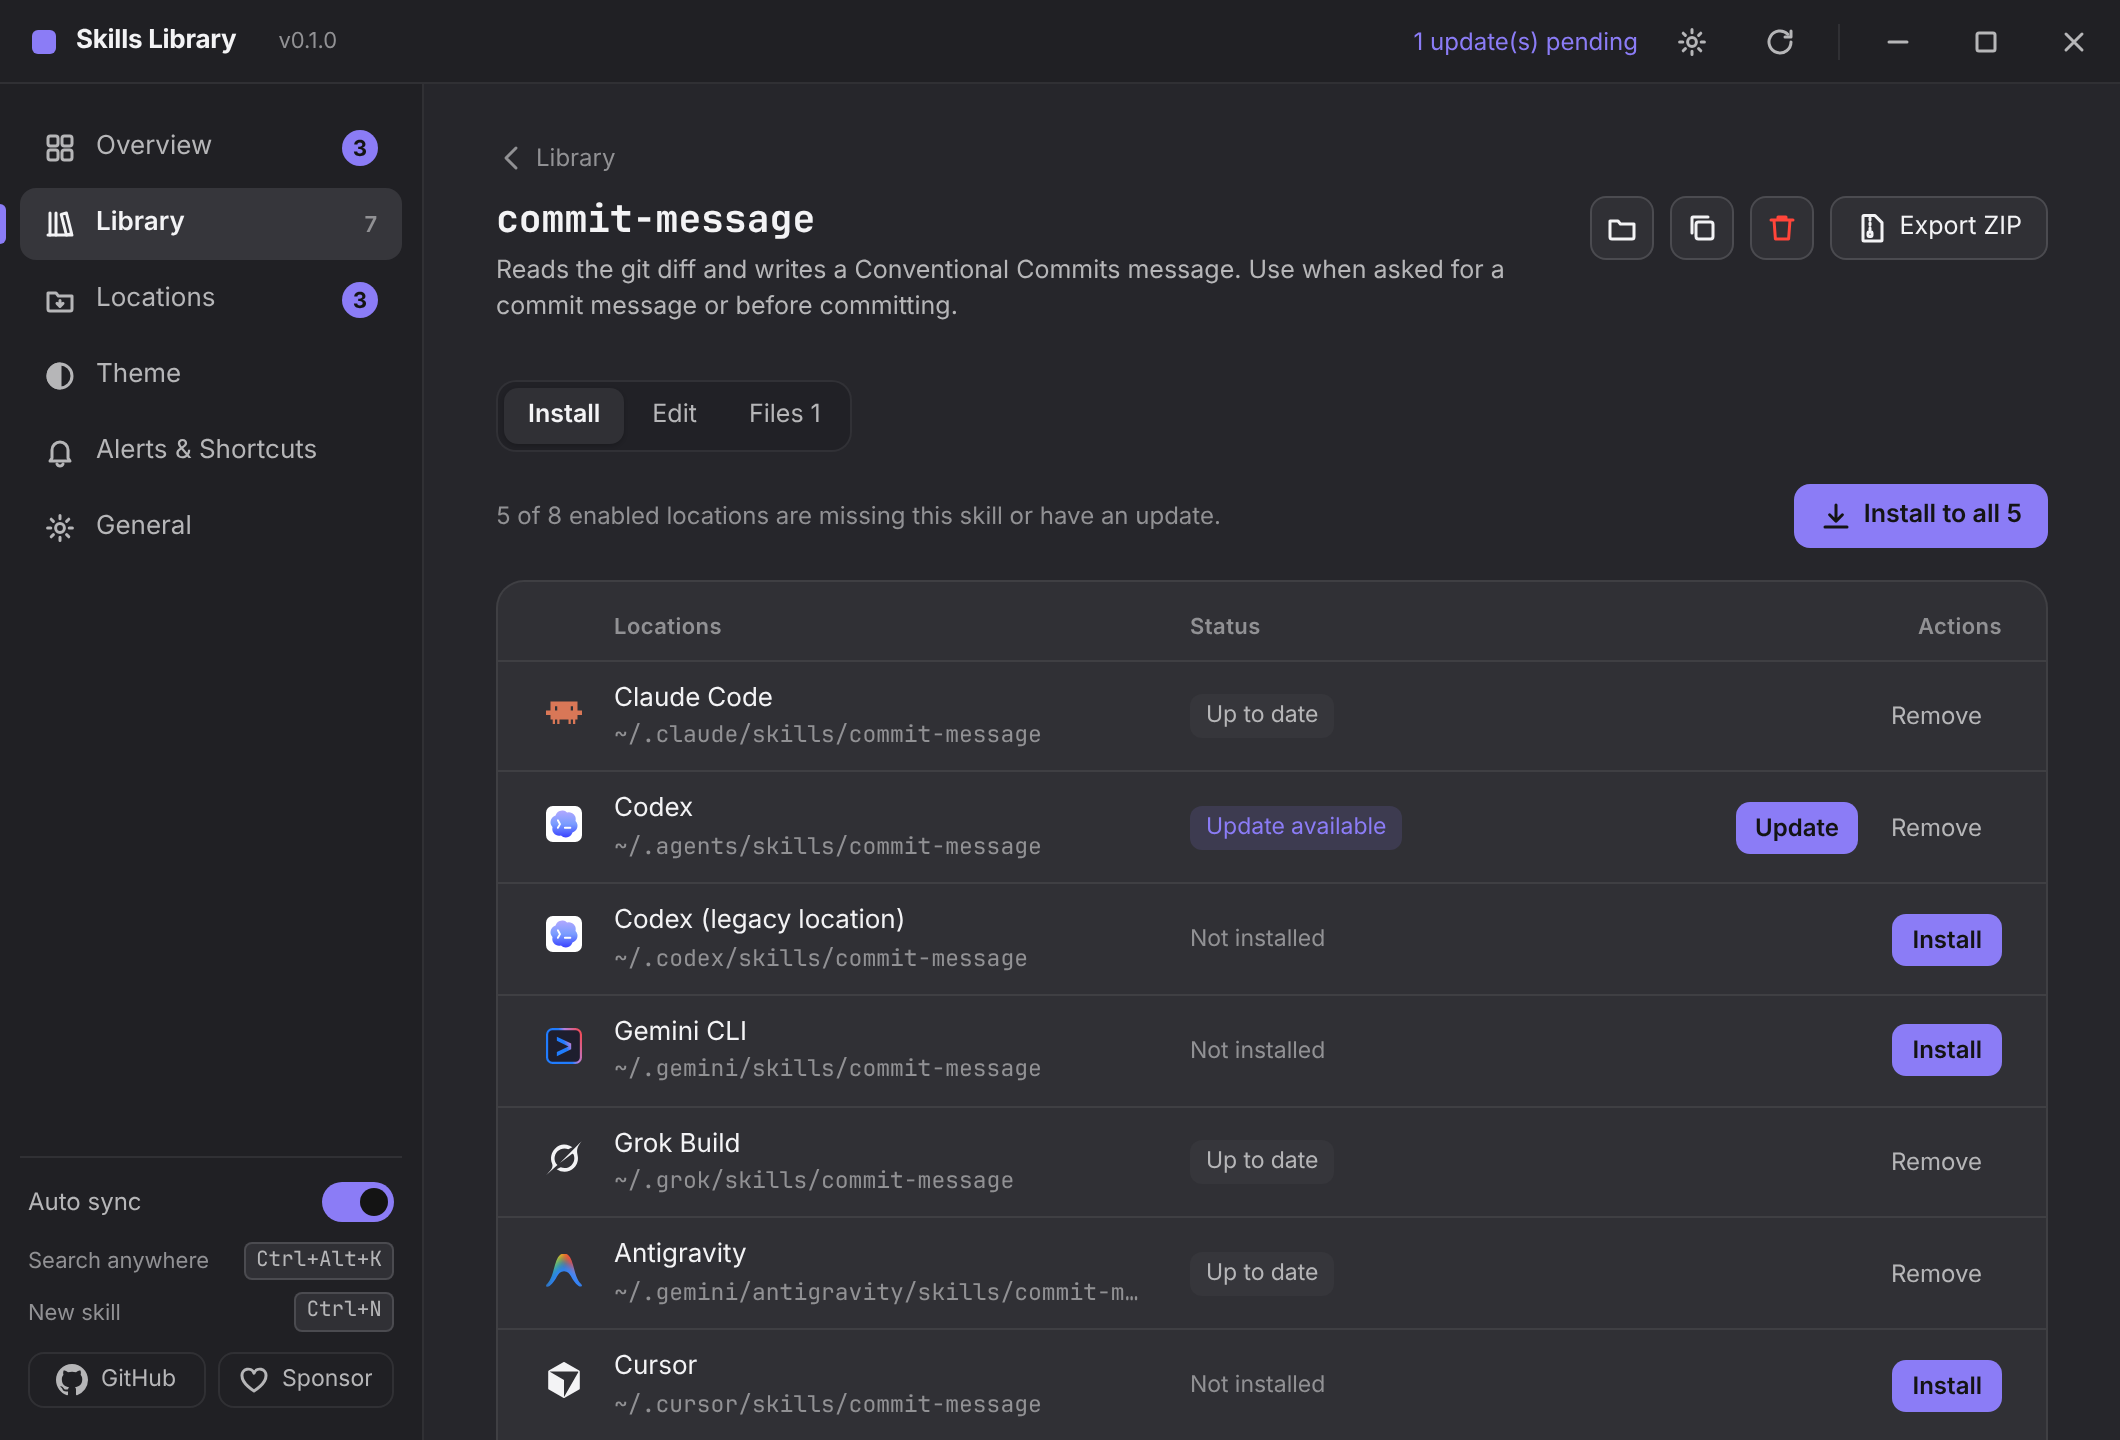 Skills Library v0.1.0
1 update(s) pending
Overview 3
Library 7
Locations 3
Theme
Alerts & Shortcuts
General
Auto sync
Search anywhere Ctrl+Alt+K
New skill Ctrl+N
GitHub Sponsor
Library
commit-message
Reads the git diff and writes a Conventional Commits message. Use when asked for a
commit message or before committing.
Export ZIP
Install Edit Files 1
5 of 8 enabled locations are missing this skill or have an update.
Install to all 5
Locations Status Actions
Claude Code
~/.claude/skills/commit-message
Up to date Remove
Codex
~/.agents/skills/commit-message
Update available Update Remove
Codex (legacy location)
~/.codex/skills/commit-message
Not installed Install
Gemini CLI
~/.gemini/skills/commit-message
Not installed Install
Grok Build
~/.grok/skills/commit-message
Up to date Remove
Antigravity
~/.gemini/antigravity/skills/commit-m…
Up to date Remove
Cursor
~/.cursor/skills/commit-message
Not installed Install